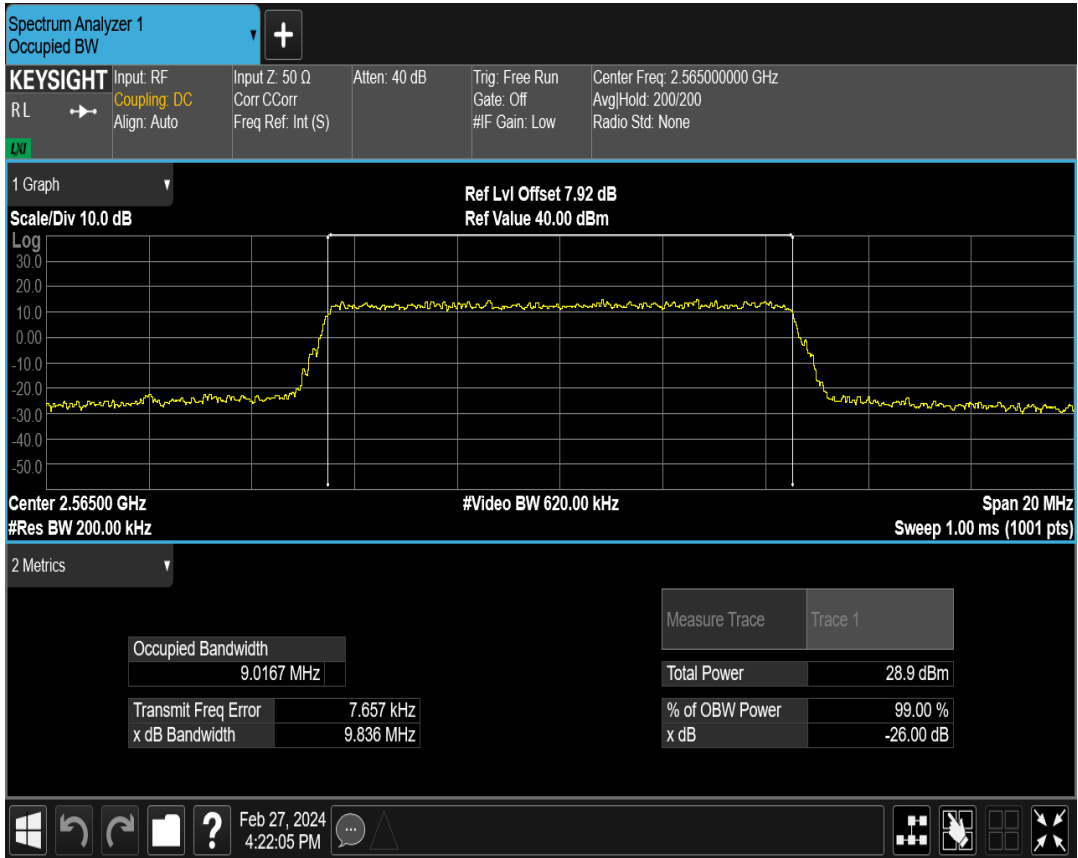 Spectrum Analyzer 1
Occupied BW
KEYSIGHT
R L
LXI
Input: RF
Coupling: DC
Align: Auto
Input Z: 50 Ω
Corr CCorr
Freq Ref: Int (S)
Atten: 40 dB
Trig: Free Run
Gate: Off
#IF Gain: Low
Center Freq: 2.565000000 GHz
Avg|Hold: 200/200
Radio Std: None
1 Graph
Scale/Div 10.0 dB
Ref Lvl Offset 7.92 dB
Ref Value 40.00 dBm
Log
30.0
20.0
10.0
0.00
-10.0
-20.0
-30.0
-40.0
-50.0
Center 2.56500 GHz
#Video BW 620.00 kHz
Span 20 MHz
#Res BW 200.00 kHz
Sweep 1.00 ms (1001 pts)
2 Metrics
Measure Trace Trace 1
Occupied Bandwidth
9.0167 MHz
Total Power 28.9 dBm
Transmit Freq Error 7.657 kHz
% of OBW Power 99.00 %
x dB Bandwidth 9.836 MHz
x dB -26.00 dB
Feb 27, 2024
4:22:05 PM